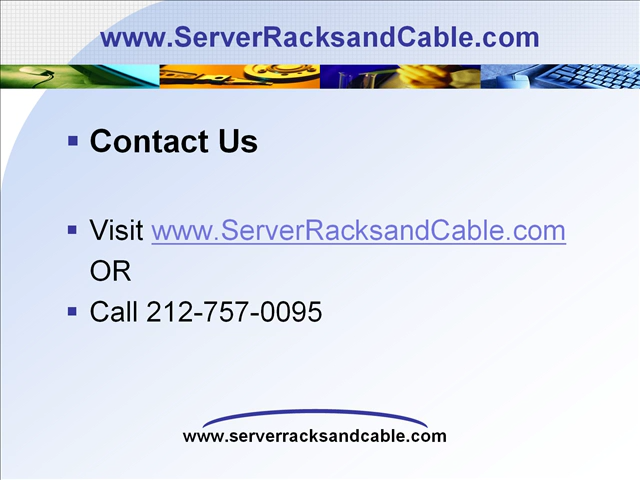 www.ServerRacksandCable.com
Contact Us
Visit www.ServerRacksandCable.com
OR
Call 212-757-0095
www.serverracksandcable.com